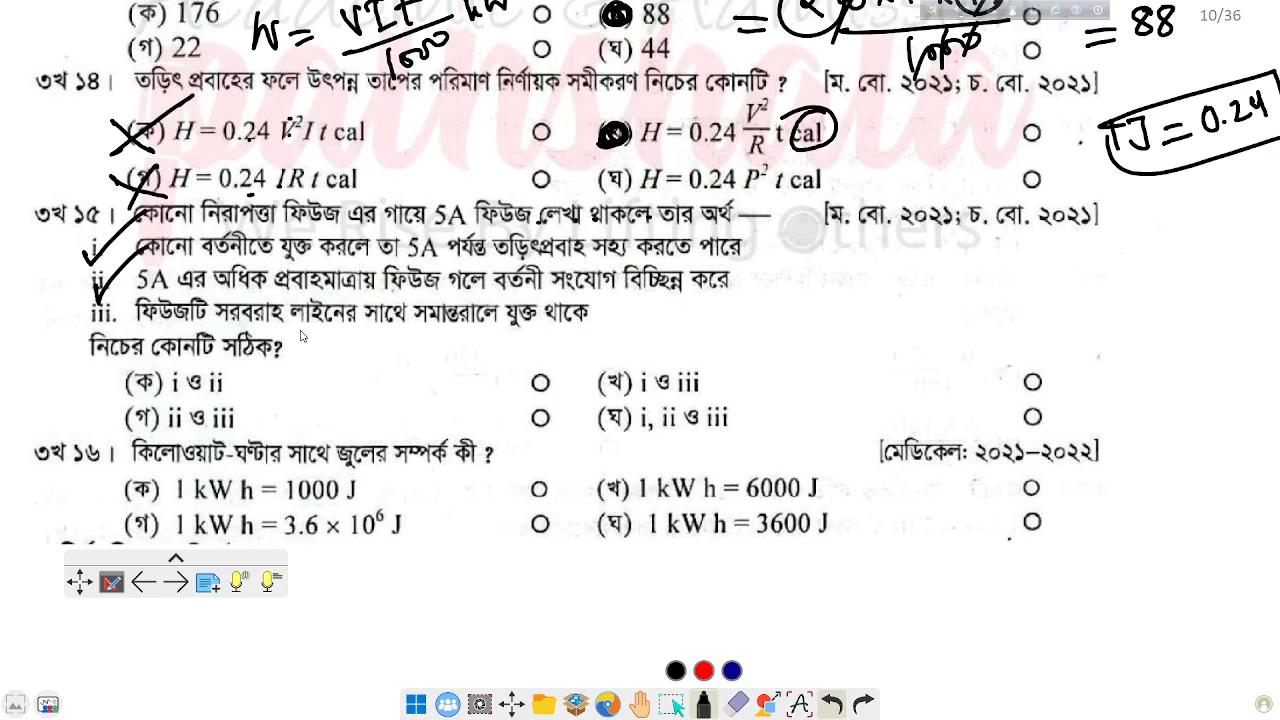 (ক) 176
(খ) 88
(গ) 22
(ঘ) 44
W = VIt / 1000 kW
= 88
10/36
৩খ ১৪। তড়িৎ প্রবাহের ফলে উৎপন্ন তাপের পরিমাণ নির্ণায়ক সমীকরণ নিচের কোনটি ? [ম. বো. ২০২১; চ. বো. ২০২১]
(ক) H = 0.24 V²I t cal
H = 0.24 V²/R t cal
1J = 0.24
(গ) H = 0.24 IR t cal
(ঘ) H = 0.24 P² t cal
৩খ ১৫। কোনো নিরাপত্তা ফিউজ এর গায়ে 5A ফিউজ লেখা থাকলে তার অর্থ — [ম. বো. ২০২১; চ. বো. ২০২১]
i. কোনো বর্তনীতে যুক্ত করলে তা 5A পর্যন্ত তড়িৎপ্রবাহ সহ্য করতে পারে
ii. 5A এর অধিক প্রবাহমাত্রায় ফিউজ গলে বর্তনী সংযোগ বিচ্ছিন্ন করে
iii. ফিউজটি সরবরাহ লাইনের সাথে সমান্তরালে যুক্ত থাকে
নিচের কোনটি সঠিক?
(ক) i ও ii
(খ) i ও iii
(গ) ii ও iii
(ঘ) i, ii ও iii
৩খ ১৬। কিলোওয়াট-ঘণ্টার সাথে জুলের সম্পর্ক কী ? [মেডিকেল: ২০২১–২০২২]
(ক) 1 kW h = 1000 J
(খ) 1 kW h = 6000 J
(গ) 1 kW h = 3.6 × 10⁶ J
(ঘ) 1 kW h = 3600 J